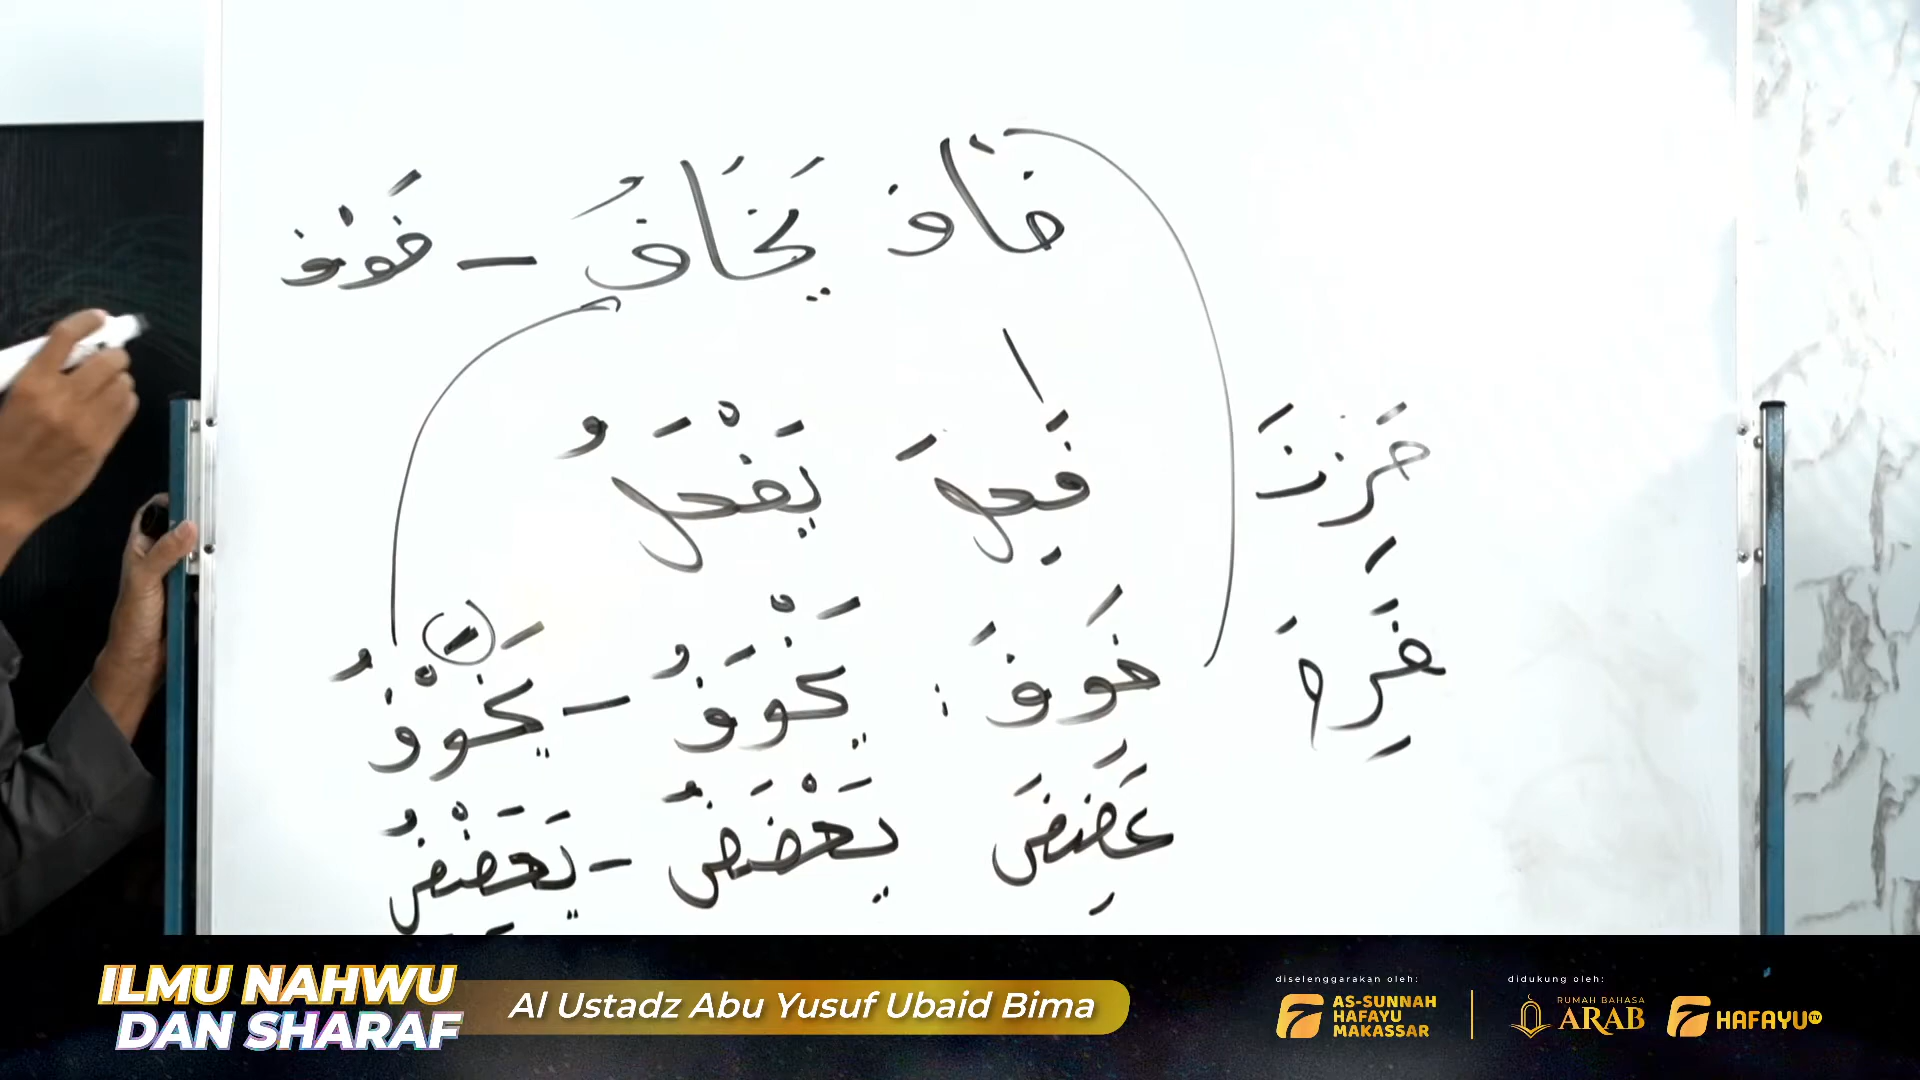 خَافَ يَخَافُ - خَوْف
فَعِلَ يَفْعَلُ
حَزِنَ
خَوِفَ : يَخْوَفُ - يَخَوْفُ
فَرِحَ
عَضِضَ يَعْضَضُ - يَعَضْضُ
ILMU NAHWU
DAN SHARAF
Al Ustadz Abu Yusuf Ubaid Bima
diselenggarakan oleh:
AS-SUNNAH
HAFAYU
MAKASSAR
didukung oleh:
RUMAH BAHASA
ARAB
HAFAYU TV